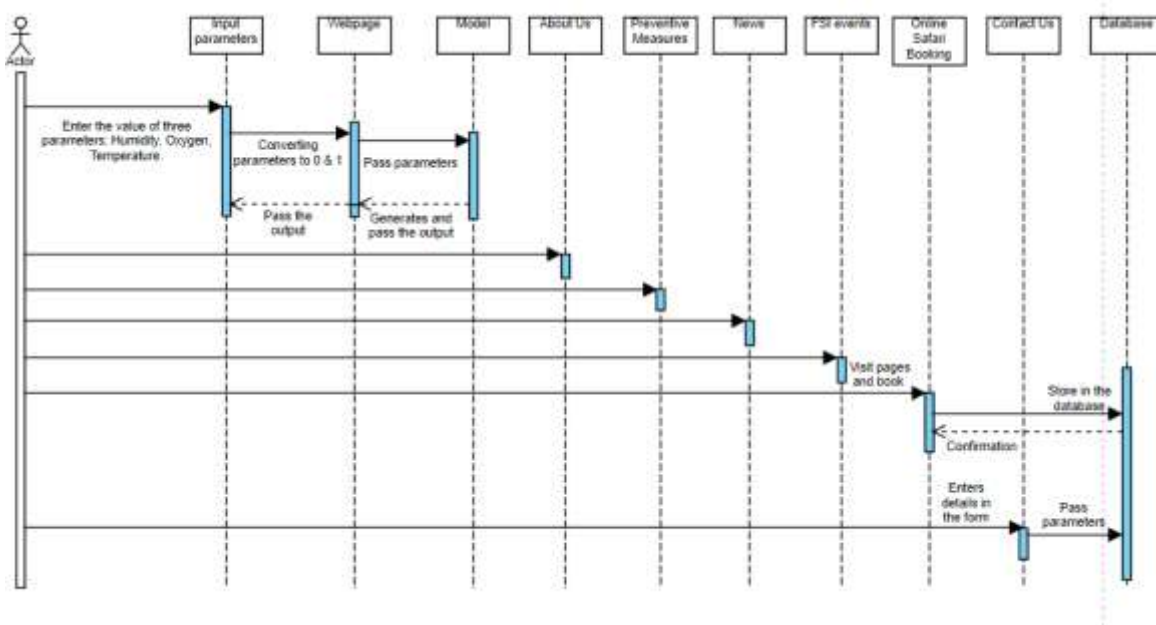 Actor
Input
parameters
Webpage
Model
About Us
Preventive
Measures
News
FSI events
Online
Safari
Booking
Contact Us
Database
Enter the value of three
parameters: Humidity, Oxygen,
Temperature.
Converting
parameters to 0 & 1
Pass parameters
Pass the
output
Generates and
pass the output
Visit pages
and book
Store in the
database
Confirmation
Enters
details in
the form
Pass
parameters